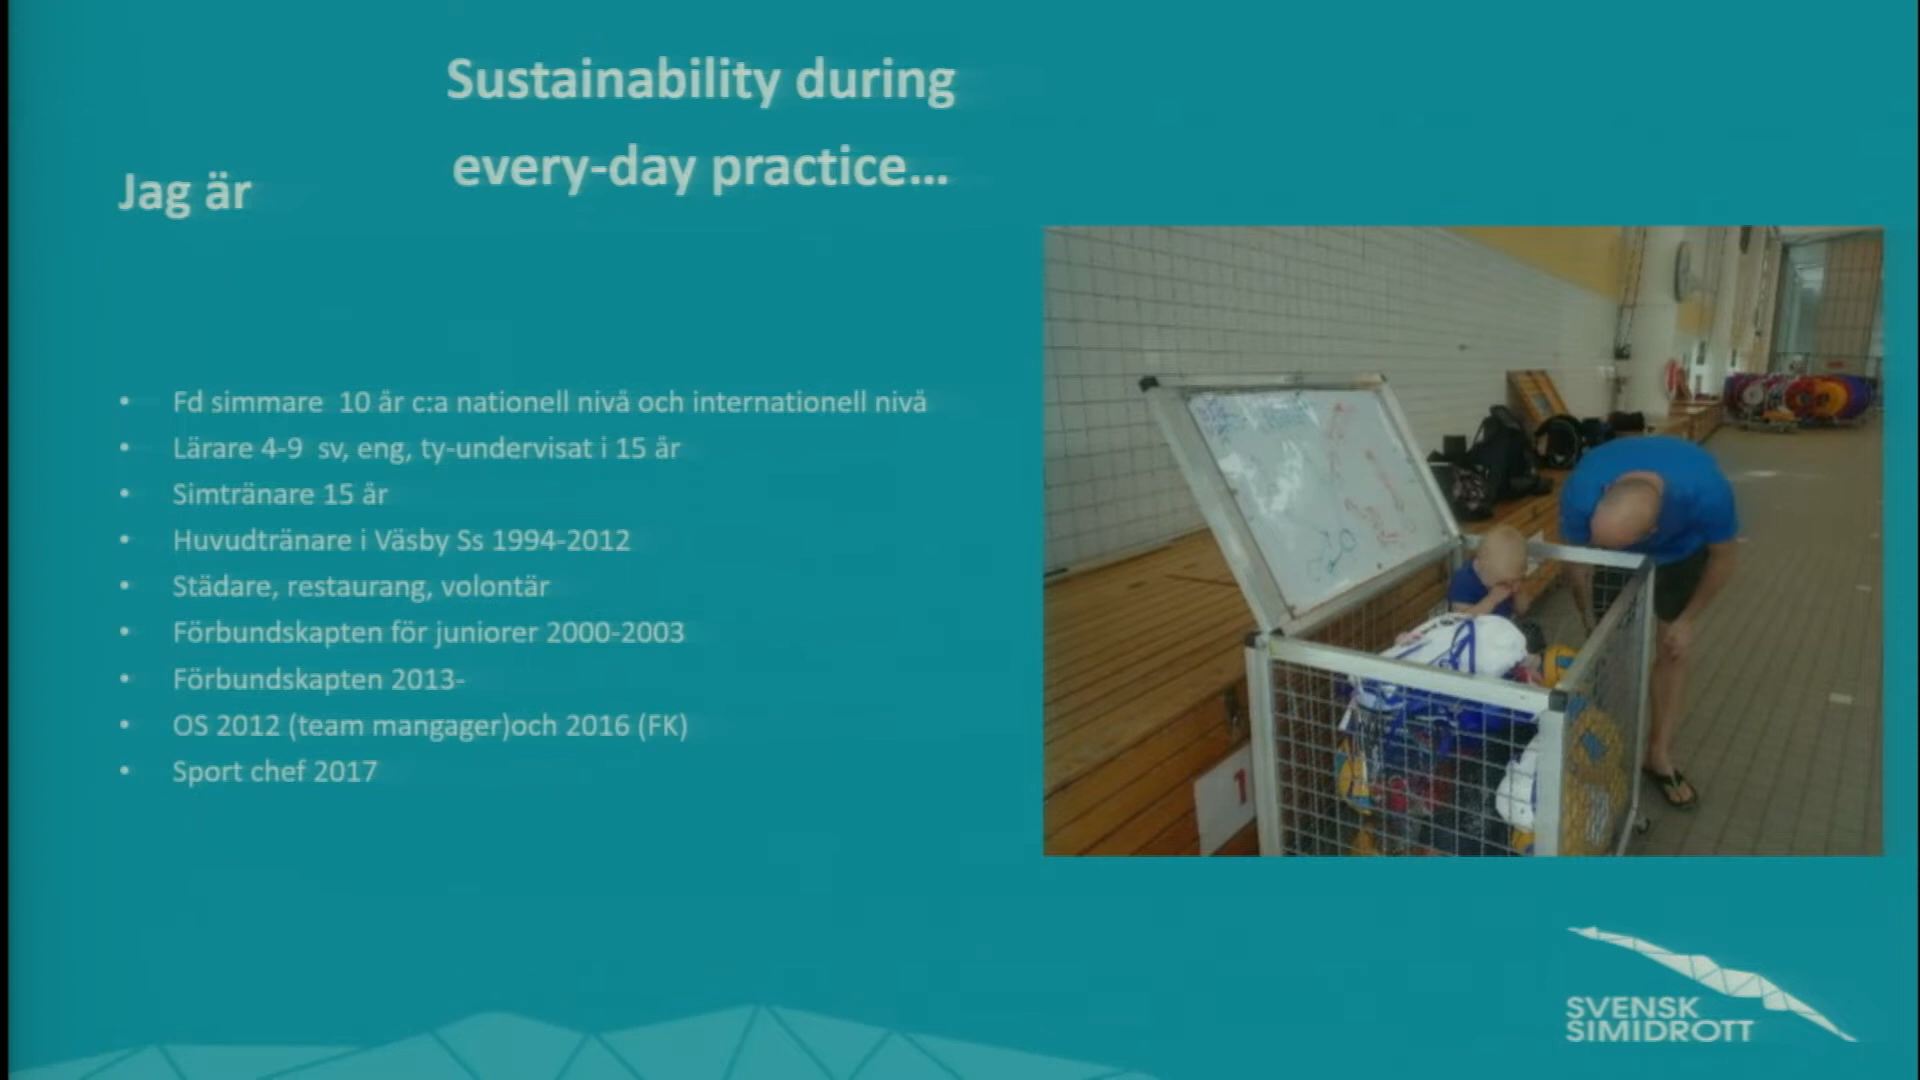 Sustainability during
every-day practice...
Jag är
• Fd simmare 10 år c:a nationell nivå och internationell nivå
• Lärare 4-9 sv, eng, ty-undervisat i 15 år
• Simtränare 15 år
• Huvudtränare i Väsby Ss 1994-2012
• Städare, restaurang, volontär
• Förbundskapten för juniorer 2000-2003
• Förbundskapten 2013-
• OS 2012 (team mangager)och 2016 (FK)
• Sport chef 2017
1
SVENSK
SIMIDROTT